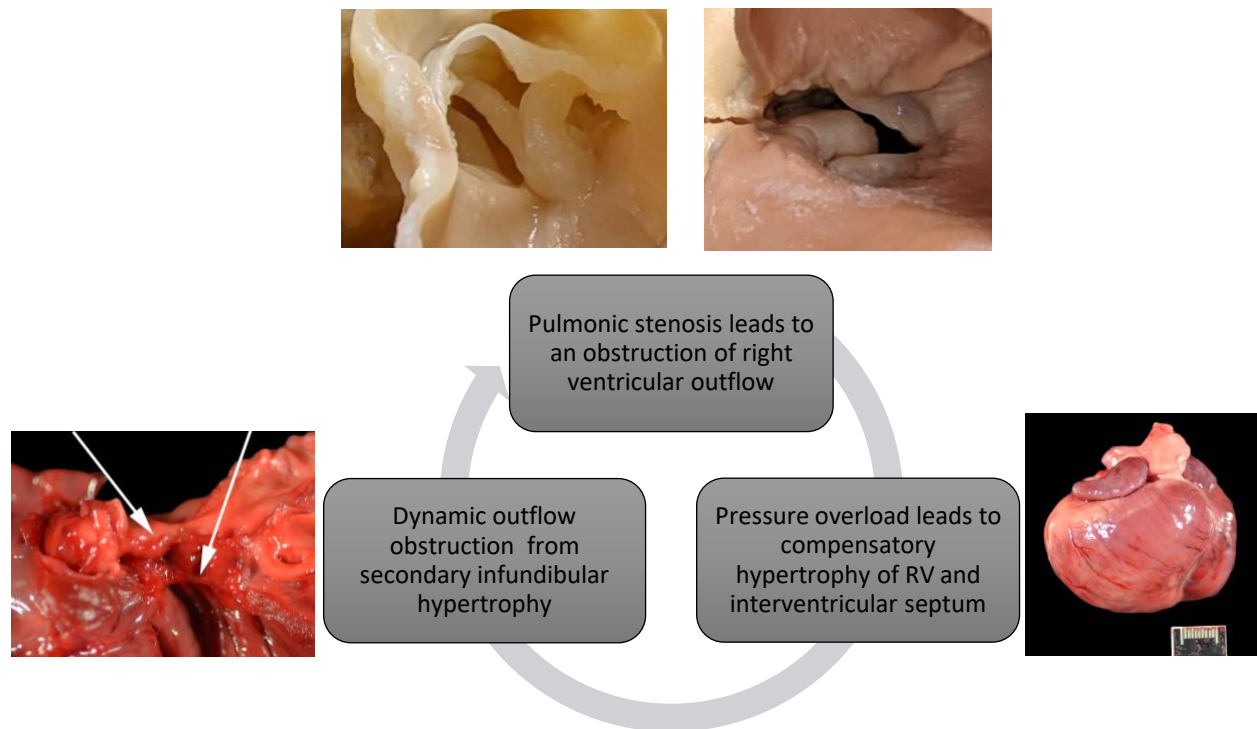 Pulmonic stenosis leads to
an obstruction of right
ventricular outflow
Dynamic outflow
obstruction from
secondary infundibular
hypertrophy
Pressure overload leads to
compensatory
hypertrophy of RV and
interventricular septum